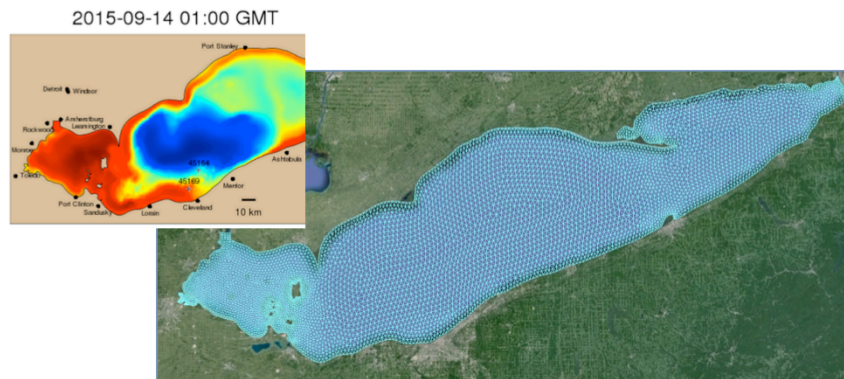 2015-09-14 01:00 GMT
Port Stanley
Detroit
Windsor
Amherstburg
Leamington
Rockwood
Monroe
Toledo
45164
Ashtabula
45169
Mentor
Port Clinton
Sandusky
Lorain
Cleveland
10 km